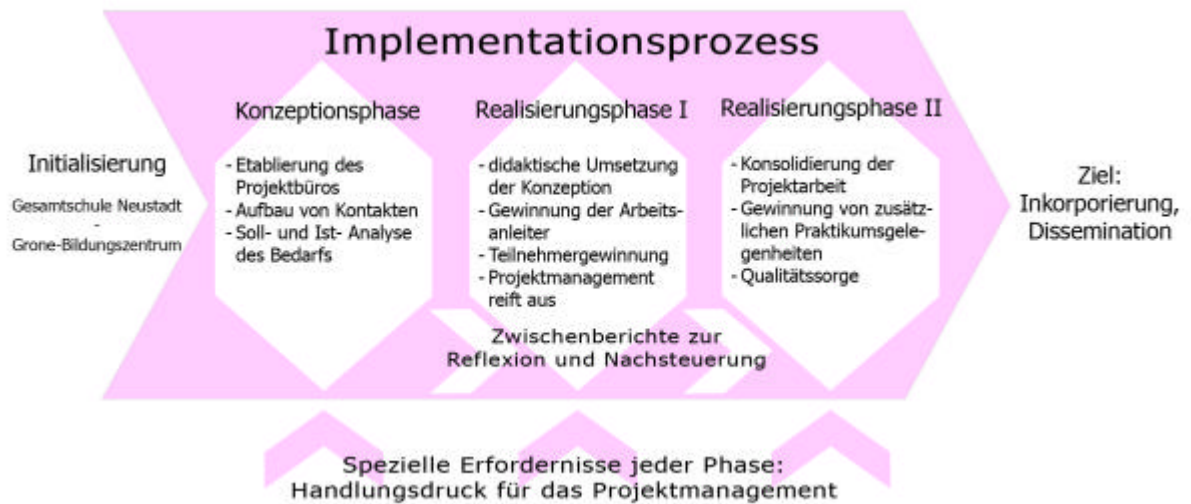 Implementationsprozess
Initialisierung
Gesamtschule Neustadt
-
Grone-Bildungszentrum
Konzeptionsphase
- Etablierung des
Projektbüros
- Aufbau von Kontakten
- Soll- und Ist- Analyse
des Bedarfs
Realisierungsphase I
- didaktische Umsetzung
der Konzeption
- Gewinnung der Arbeits-
anleiter
- Teilnehmergewinnung
- Projektmanagement
reift aus
Realisierungsphase II
- Konsolidierung der
Projektarbeit
- Gewinnung von zusätz-
lichen Praktikumsgele-
genheiten
- Qualitätssorge
Ziel:
Inkorporierung,
Dissemination
Zwischenberichte zur
Reflexion und Nachsteuerung
Spezielle Erfordernisse jeder Phase:
Handlungsdruck für das Projektmanagement